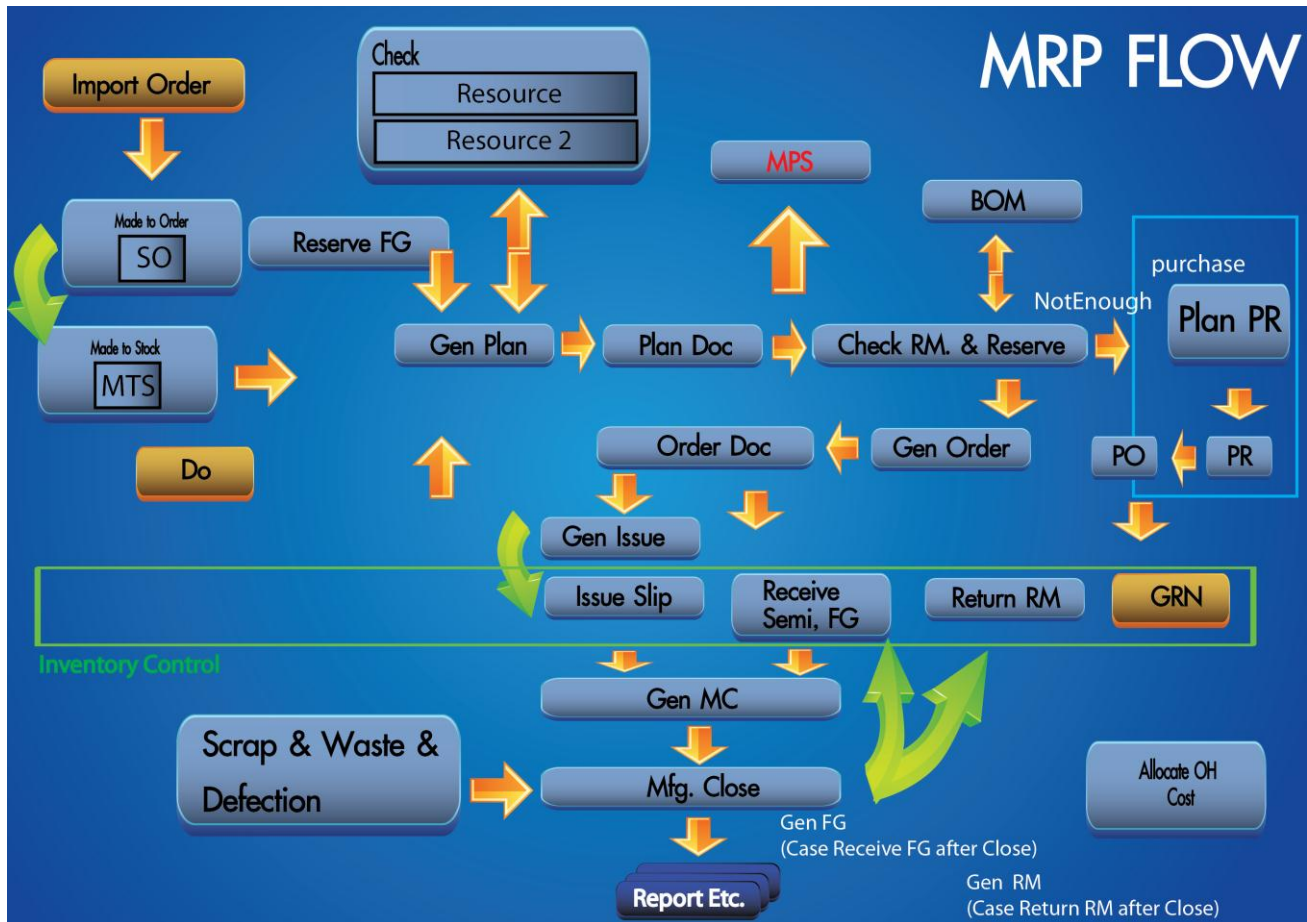 MRP FLOW
Import Order
Check
Resource
Resource 2
MPS
BOM
Made to Order
SO
Reserve FG
purchase
NotEnough
Plan PR
Made to Stock
MTS
Gen Plan
Plan Doc
Check RM. & Reserve
Do
Order Doc
Gen Order
PO
PR
Gen Issue
Issue Slip
Receive
Semi, FG
Return RM
GRN
Inventory Control
Gen MC
Scrap & Waste &
Defection
Mfg. Close
Allocate OH
Cost
Gen FG
(Case Receive FG after Close)
Report Etc.
Gen RM
(Case Return RM after Close)